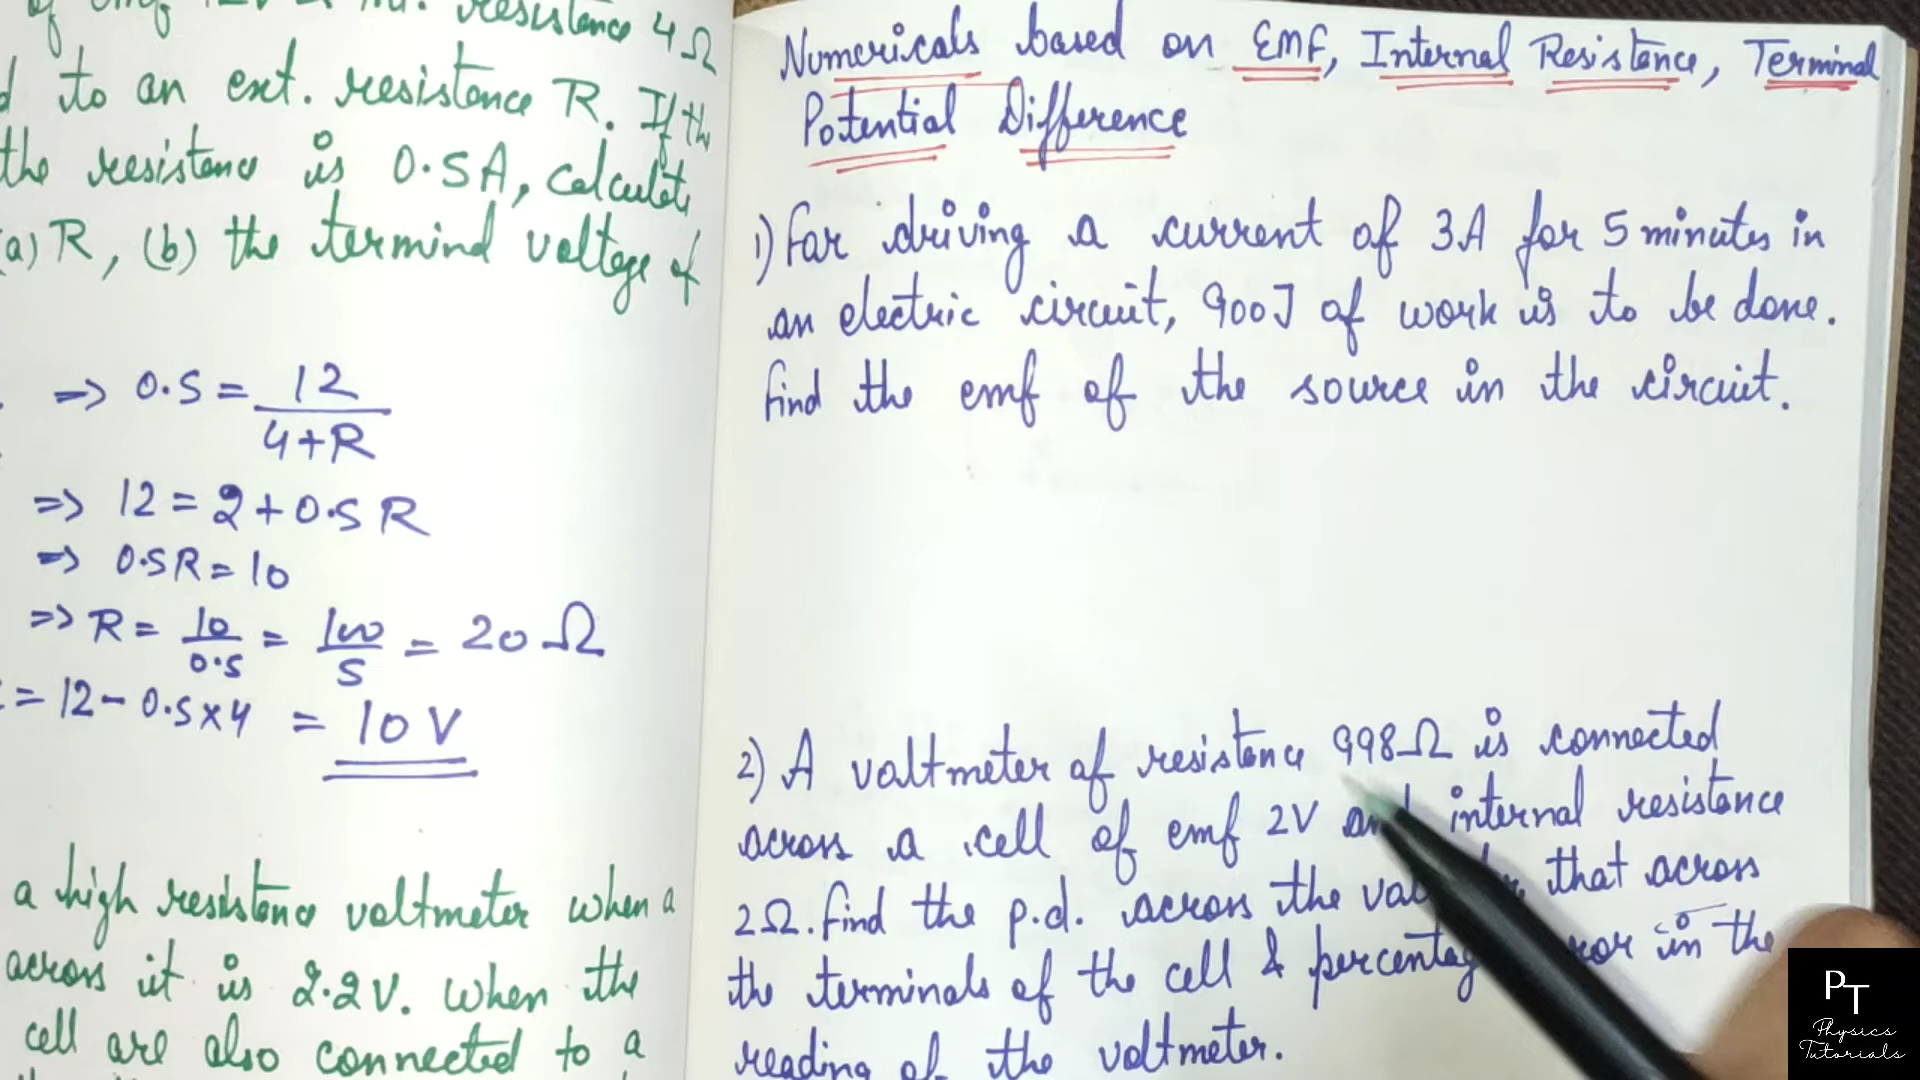 of emf 12V & int. resistance 4Ω
d to an ext. resistance R. If th
the resistance is 0.5A, calculate
(a) R, (b) the terminal voltage of
⇒ 0.5 = 12
4+R
⇒ 12 = 2+0.5R
⇒ 0.5R = 10
⇒ R = 10/0.5 = 100/5 = 20 Ω
= 12 - 0.5×4 = 10 V
a high resistance voltmeter when a
across it is 2.2V. When the
cell are also connected to a
Numericals based on EMF, Internal Resistance, Terminal
Potential Difference
1) For driving a current of 3A for 5 minutes in
an electric circuit, 900J of work is to be done.
Find the emf of the source in the circuit.
2) A voltmeter of resistance 998Ω is connected
across a cell of emf 2V and internal resistance
2Ω. Find the p.d. across the that across
the terminals of the cell & percentag ror in the
reading of the voltmeter.
PT
Physics
Tutorials